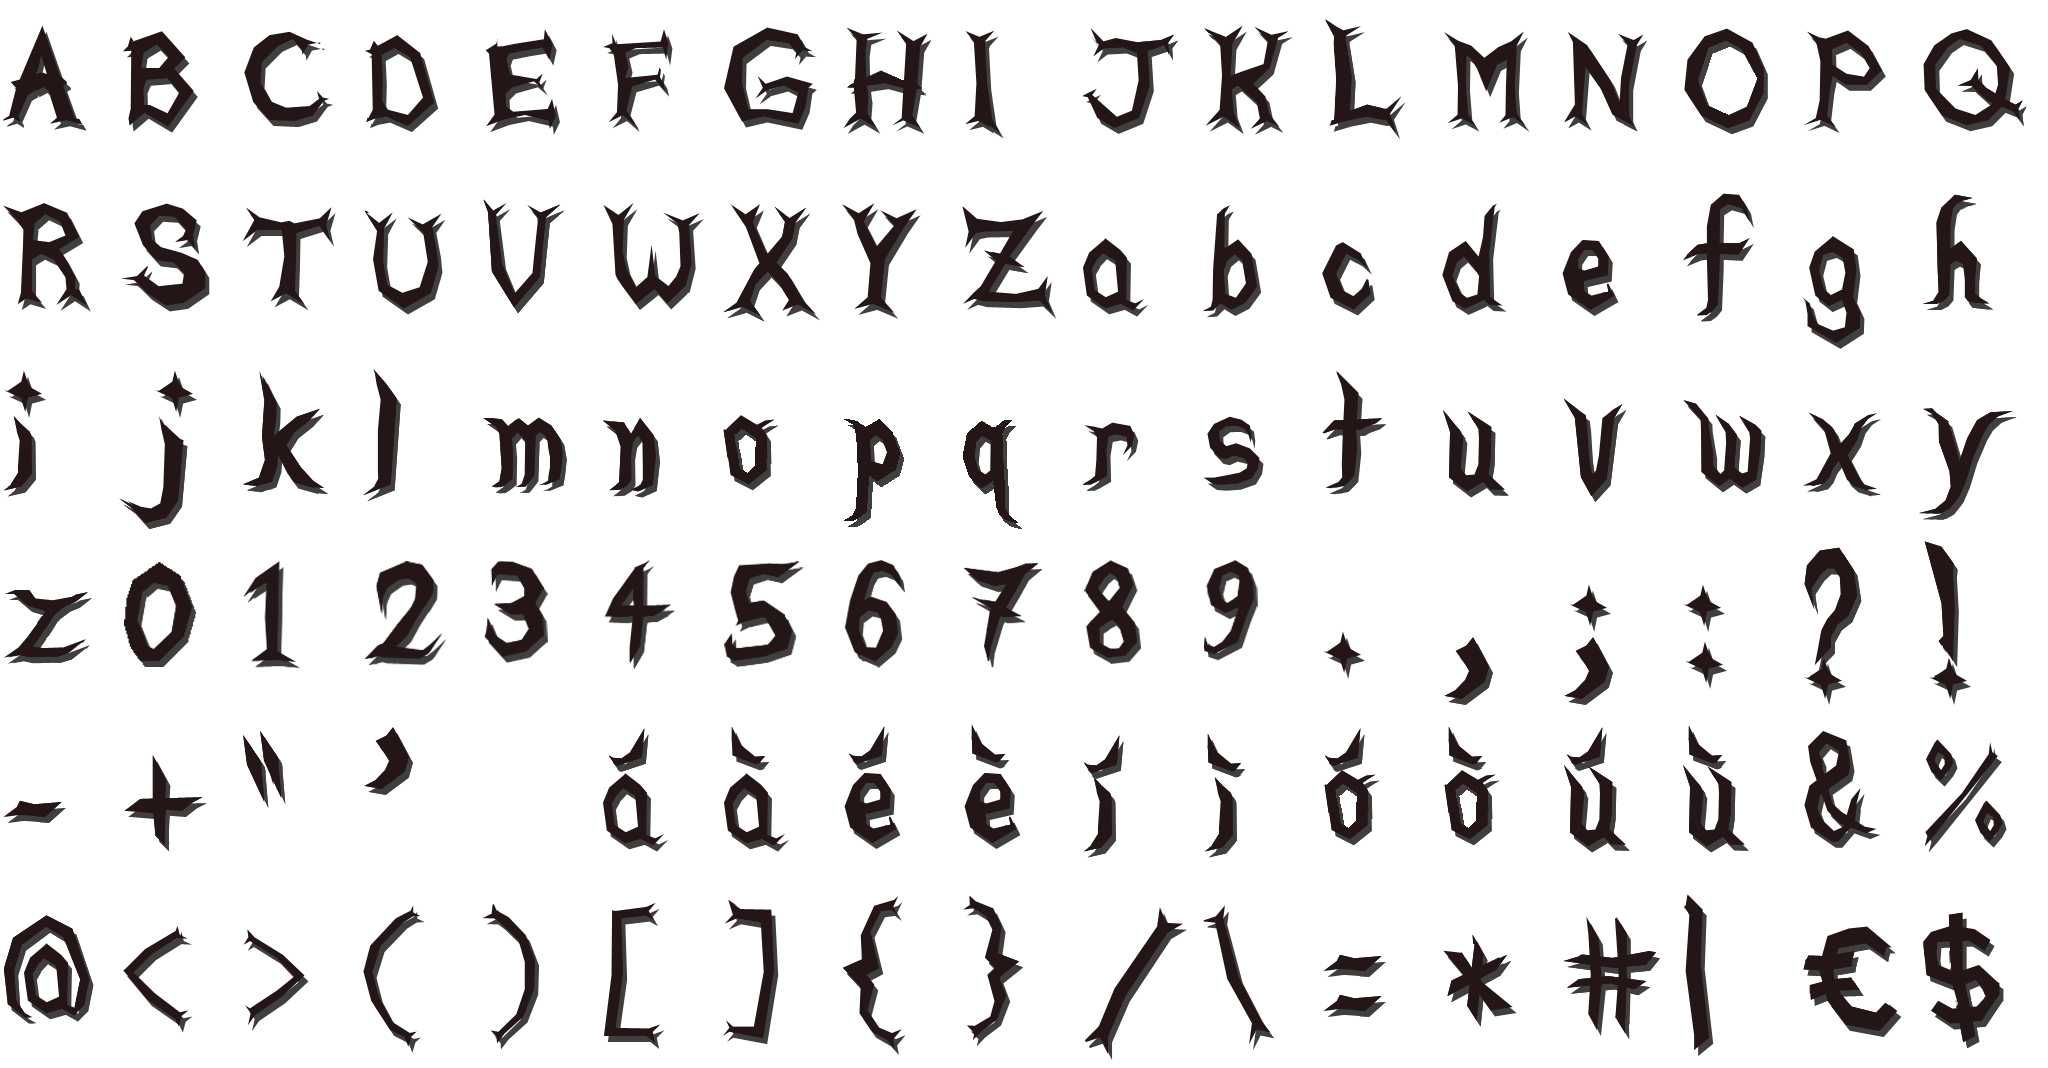 A B C D E F G H I J K L M N O P Q
R S T U V W X Y Z a b c d e f g h
i j k l m n o p q r s t u v w x y
z 0 1 2 3 4 5 6 7 8 9 . , ; : ? !
- + " ’ á à é è í ì ó ò ú ù & %
@ < > ( ) [ ] { } / \ = * # | € $